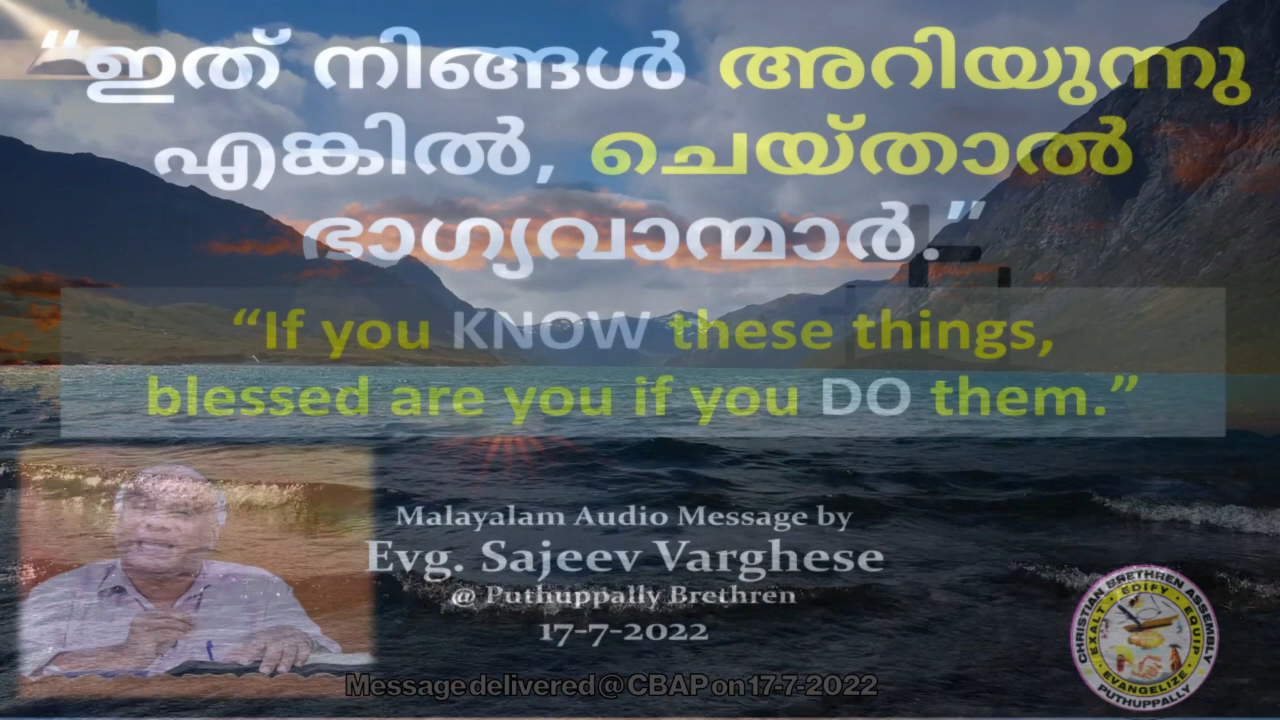 “ഇത് നിങ്ങൾ അറിയുന്നു
എങ്കിൽ, ചെയ്താൽ
ഭാഗ്യവാന്മാർ.”
“If you KNOW these things,
blessed are you if you DO them.”
Malayalam Audio Message by
Evg. Sajeev Varghese
@ Puthuppally Brethren
17-7-2022
Message delivered @ CBAP on 17-7-2022
CHRISTIAN BRETHREN ASSEMBLY
PUTHUPPALLY
EXALT • EDIFY • EQUIP
EVANGELIZE